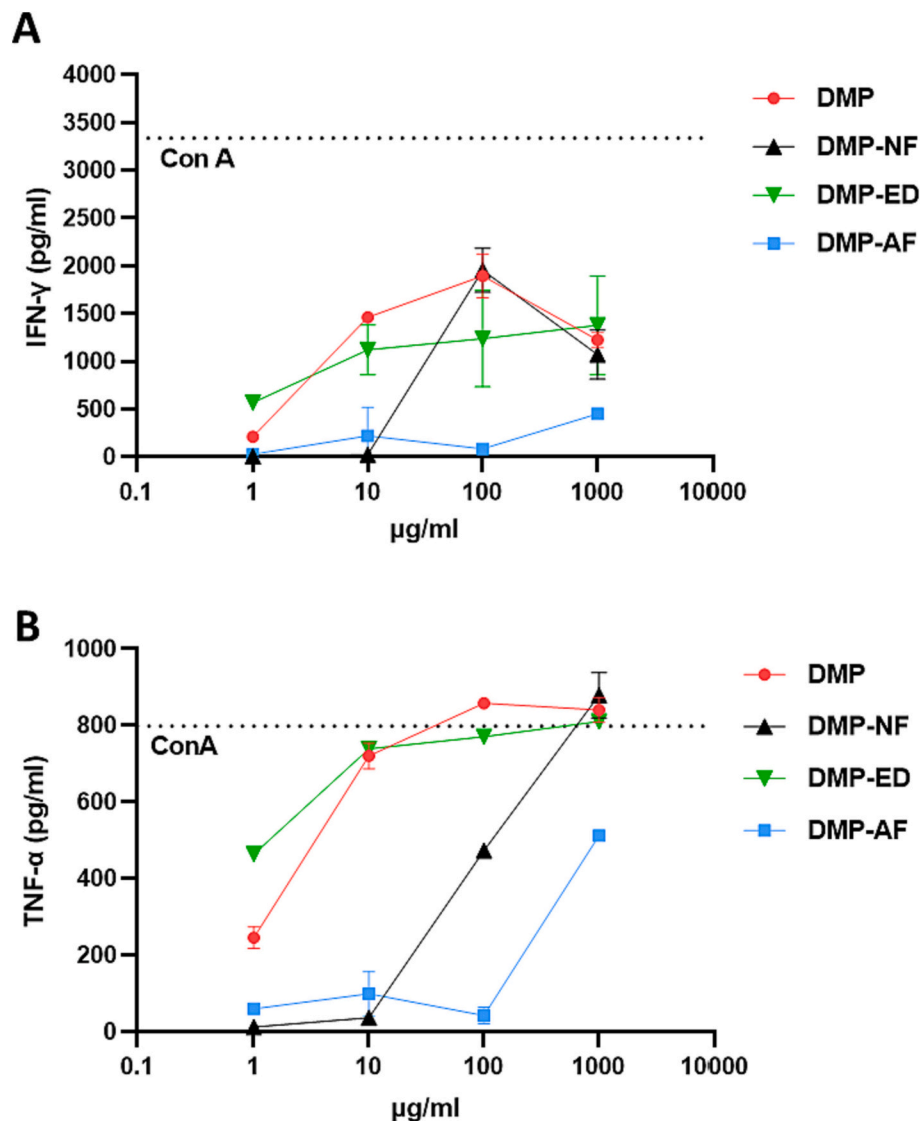 A
4000
3500
3000
2500
2000
1500
1000
500
0
IFN-γ (pg/ml)
Con A
0.1 1 10 100 1000 10000
µg/ml
DMP
DMP-NF
DMP-ED
DMP-AF
B
1000
800
600
400
200
0
TNF-α (pg/ml)
ConA
0.1 1 10 100 1000 10000
µg/ml
DMP
DMP-NF
DMP-ED
DMP-AF